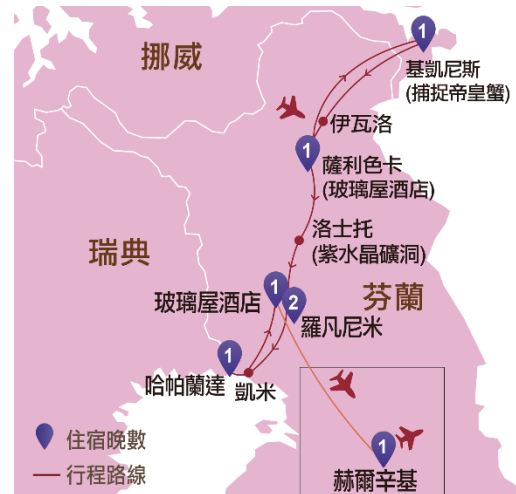 挪威
1
基凱尼斯
(捕捉帝皇蟹)
伊瓦洛
1
薩利色卡
(玻璃屋酒店)
洛士托
(紫水晶礦洞)
瑞典
芬蘭
1
玻璃屋酒店
2
羅凡尼米
1
哈帕蘭達
凱米
1
赫爾辛基
住宿晚數
行程路線